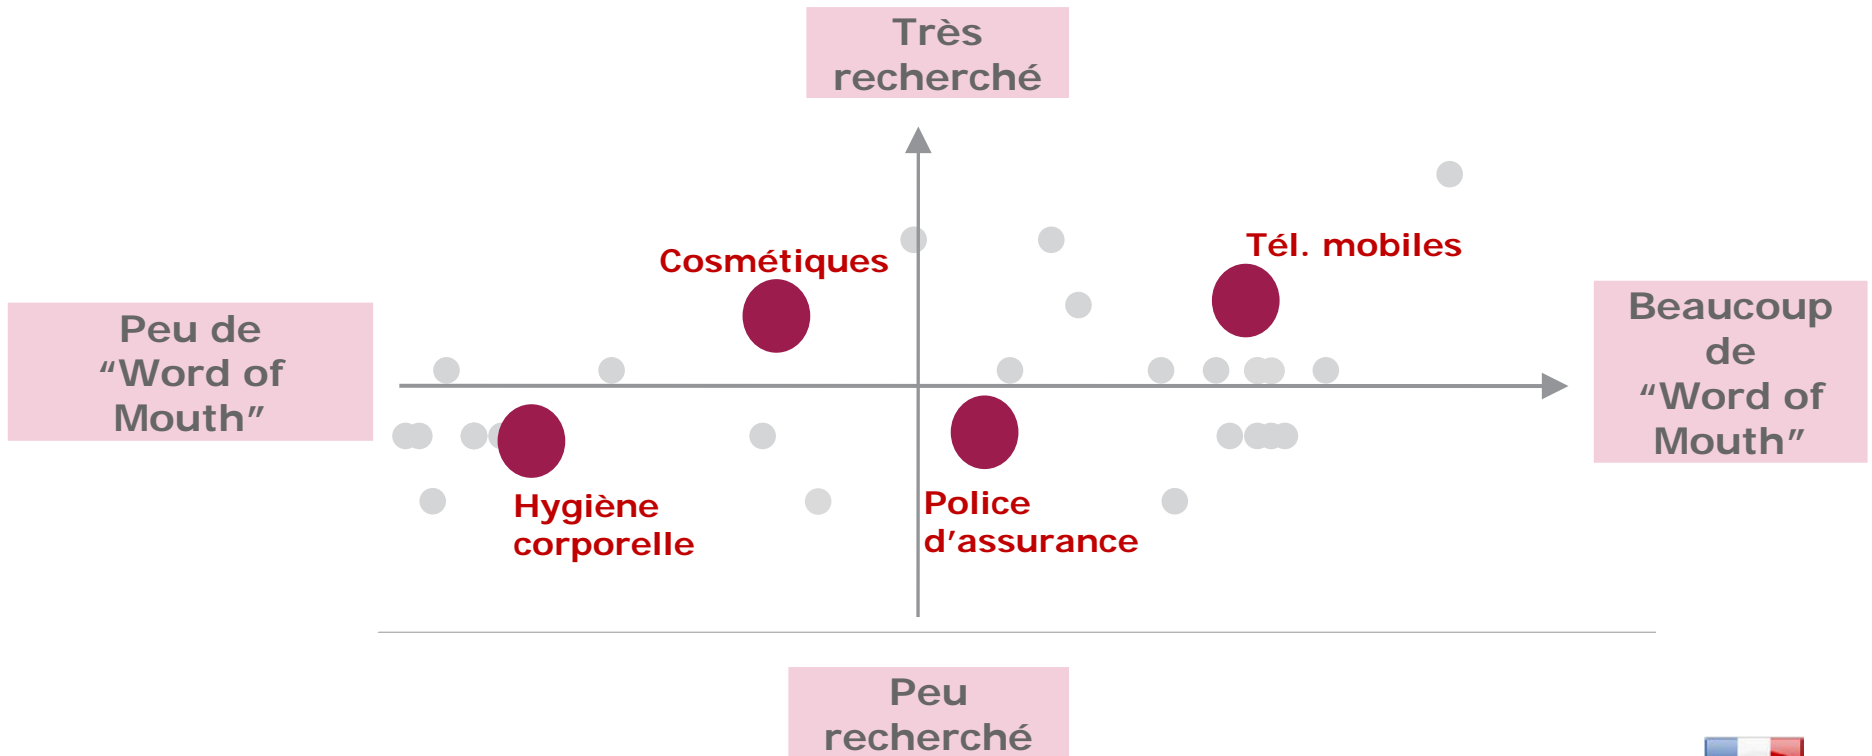 Très
recherché
Cosmétiques
Tél. mobiles
Peu de
“Word of
Mouth”
Beaucoup
de
“Word of
Mouth”
Hygiène
corporelle
Police
d’assurance
Peu
recherché